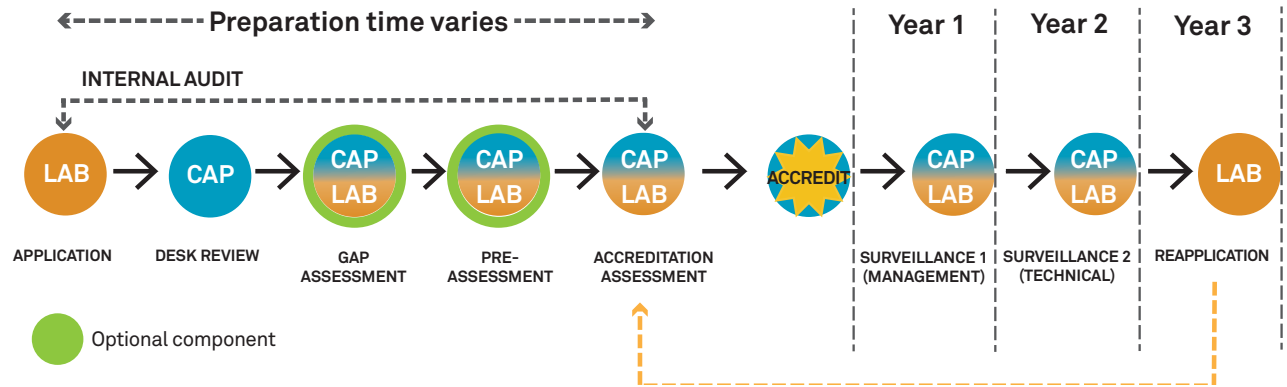 Preparation time varies
Year 1
Year 2
Year 3
INTERNAL AUDIT
LAB
CAP
CAP
LAB
CAP
LAB
CAP
LAB
ACCREDIT
CAP
LAB
CAP
LAB
LAB
APPLICATION
DESK REVIEW
GAP
ASSESSMENT
PRE-
ASSESSMENT
ACCREDITATION
ASSESSMENT
SURVEILLANCE 1
(MANAGEMENT)
SURVEILLANCE 2
(TECHNICAL)
REAPPLICATION
Optional component